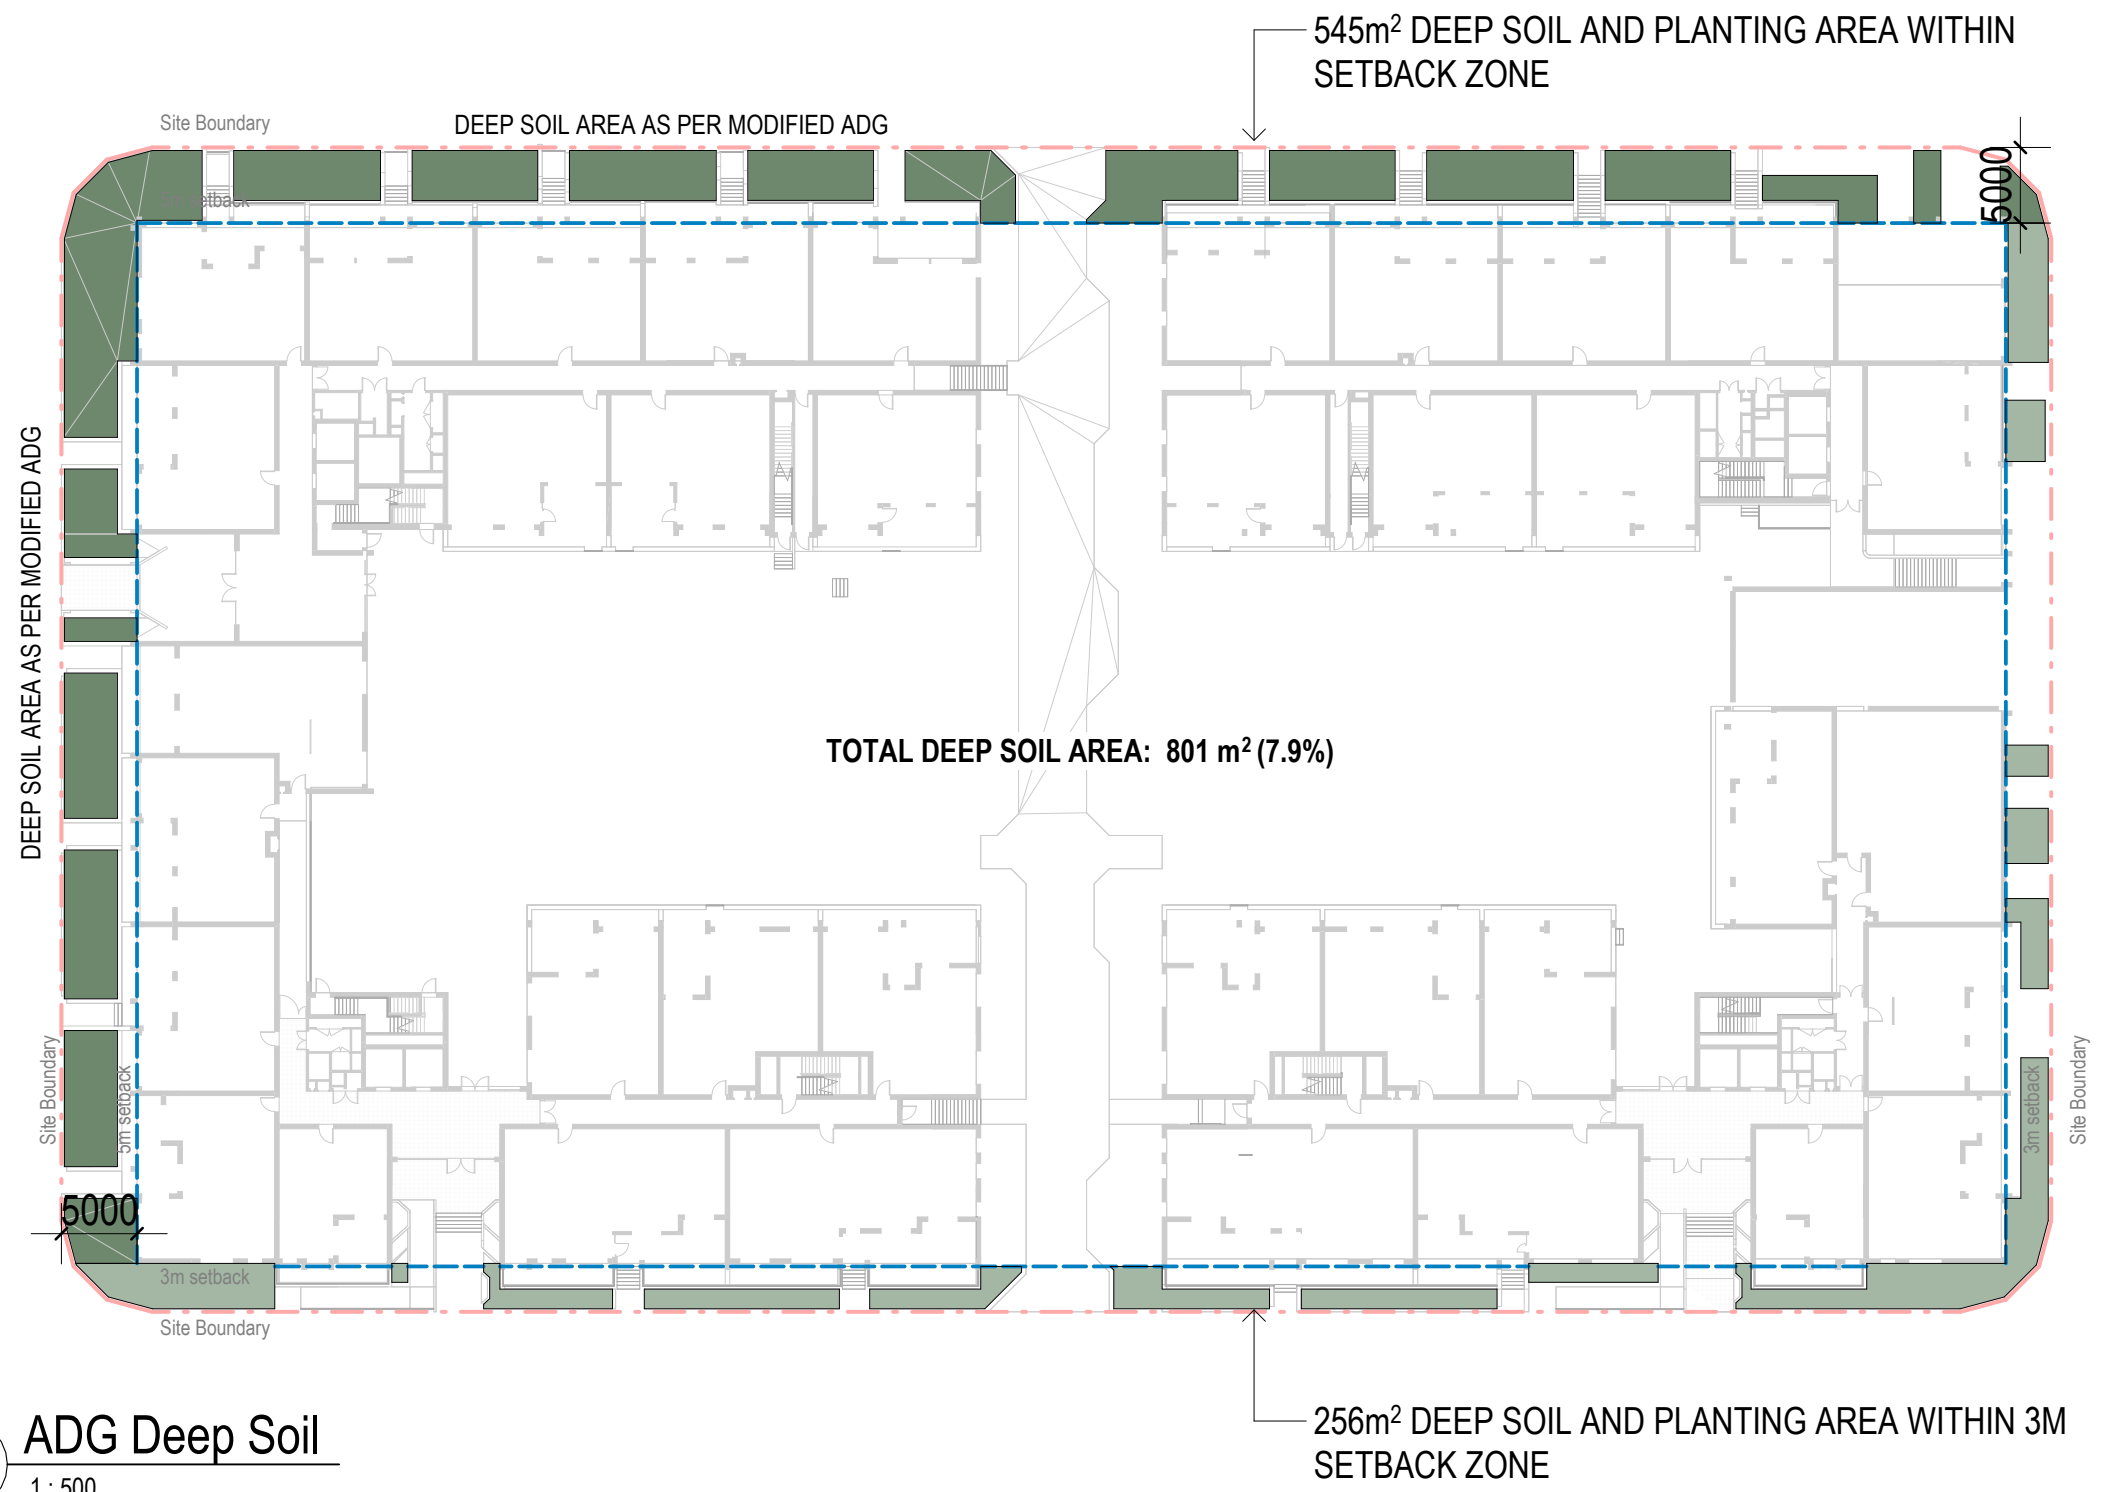 545m² DEEP SOIL AND PLANTING AREA WITHIN
SETBACK ZONE
Site Boundary
DEEP SOIL AREA AS PER MODIFIED ADG
5000
setback
DEEP SOIL AREA AS PER MODIFIED ADG
TOTAL DEEP SOIL AREA: 801 m² (7.9%)
Site Boundary
5m setback
3m setback
Site Boundary
5000
3m setback
Site Boundary
256m² DEEP SOIL AND PLANTING AREA WITHIN 3M
SETBACK ZONE
ADG Deep Soil
1 : 500